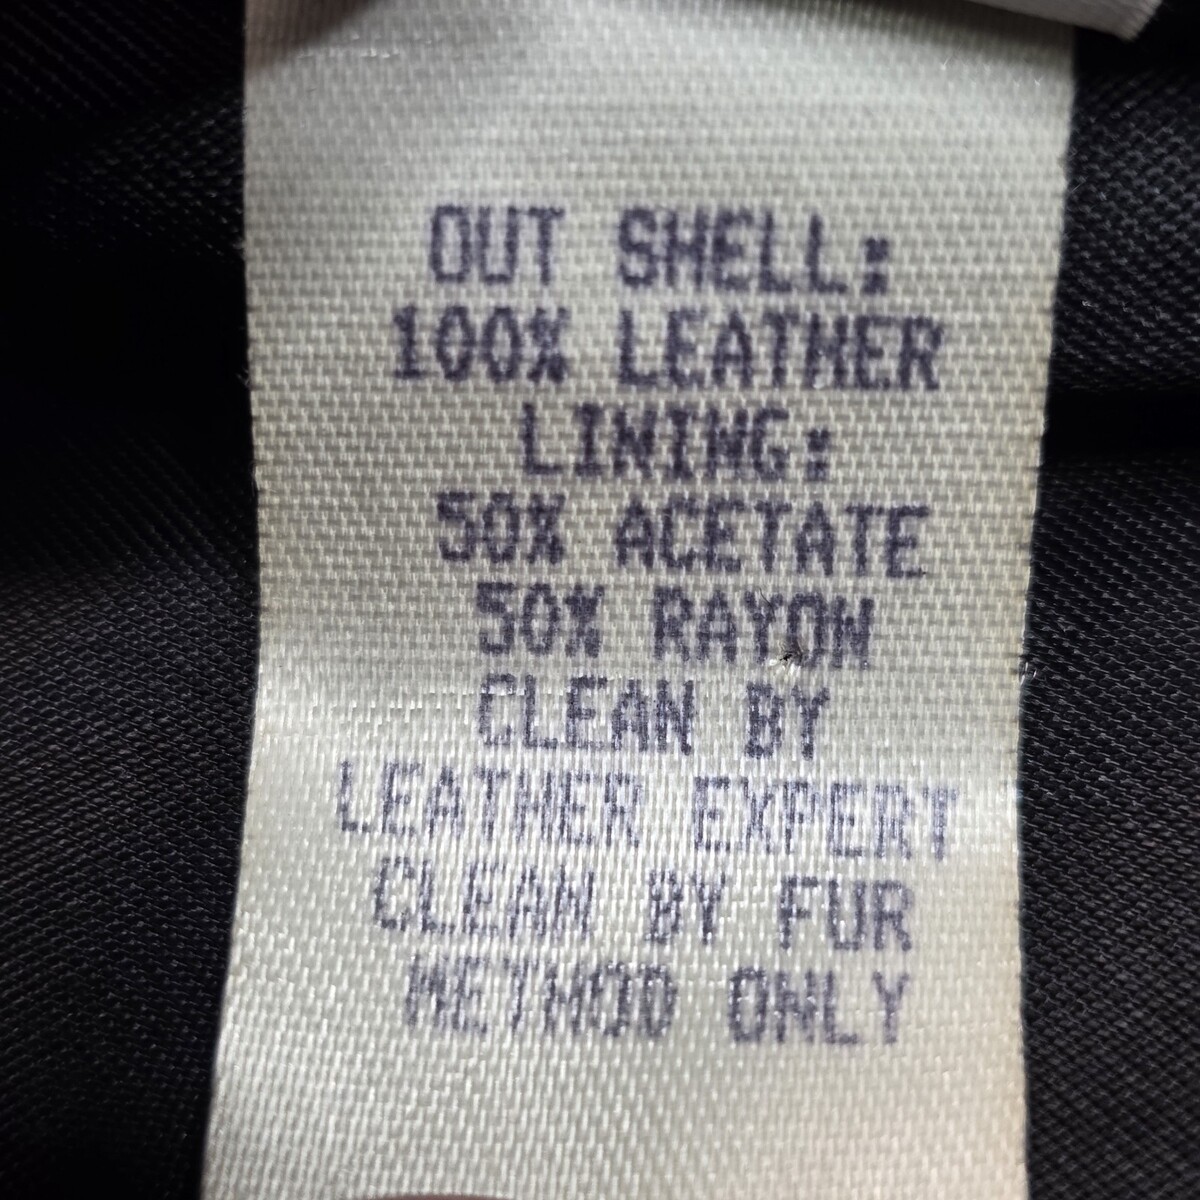 OUT SHELL:
100% LEATHER
LINING:
50% ACETATE
50% RAYON
CLEAN BY
LEATHER EXPERT
CLEAN BY FUR
METHOD ONLY